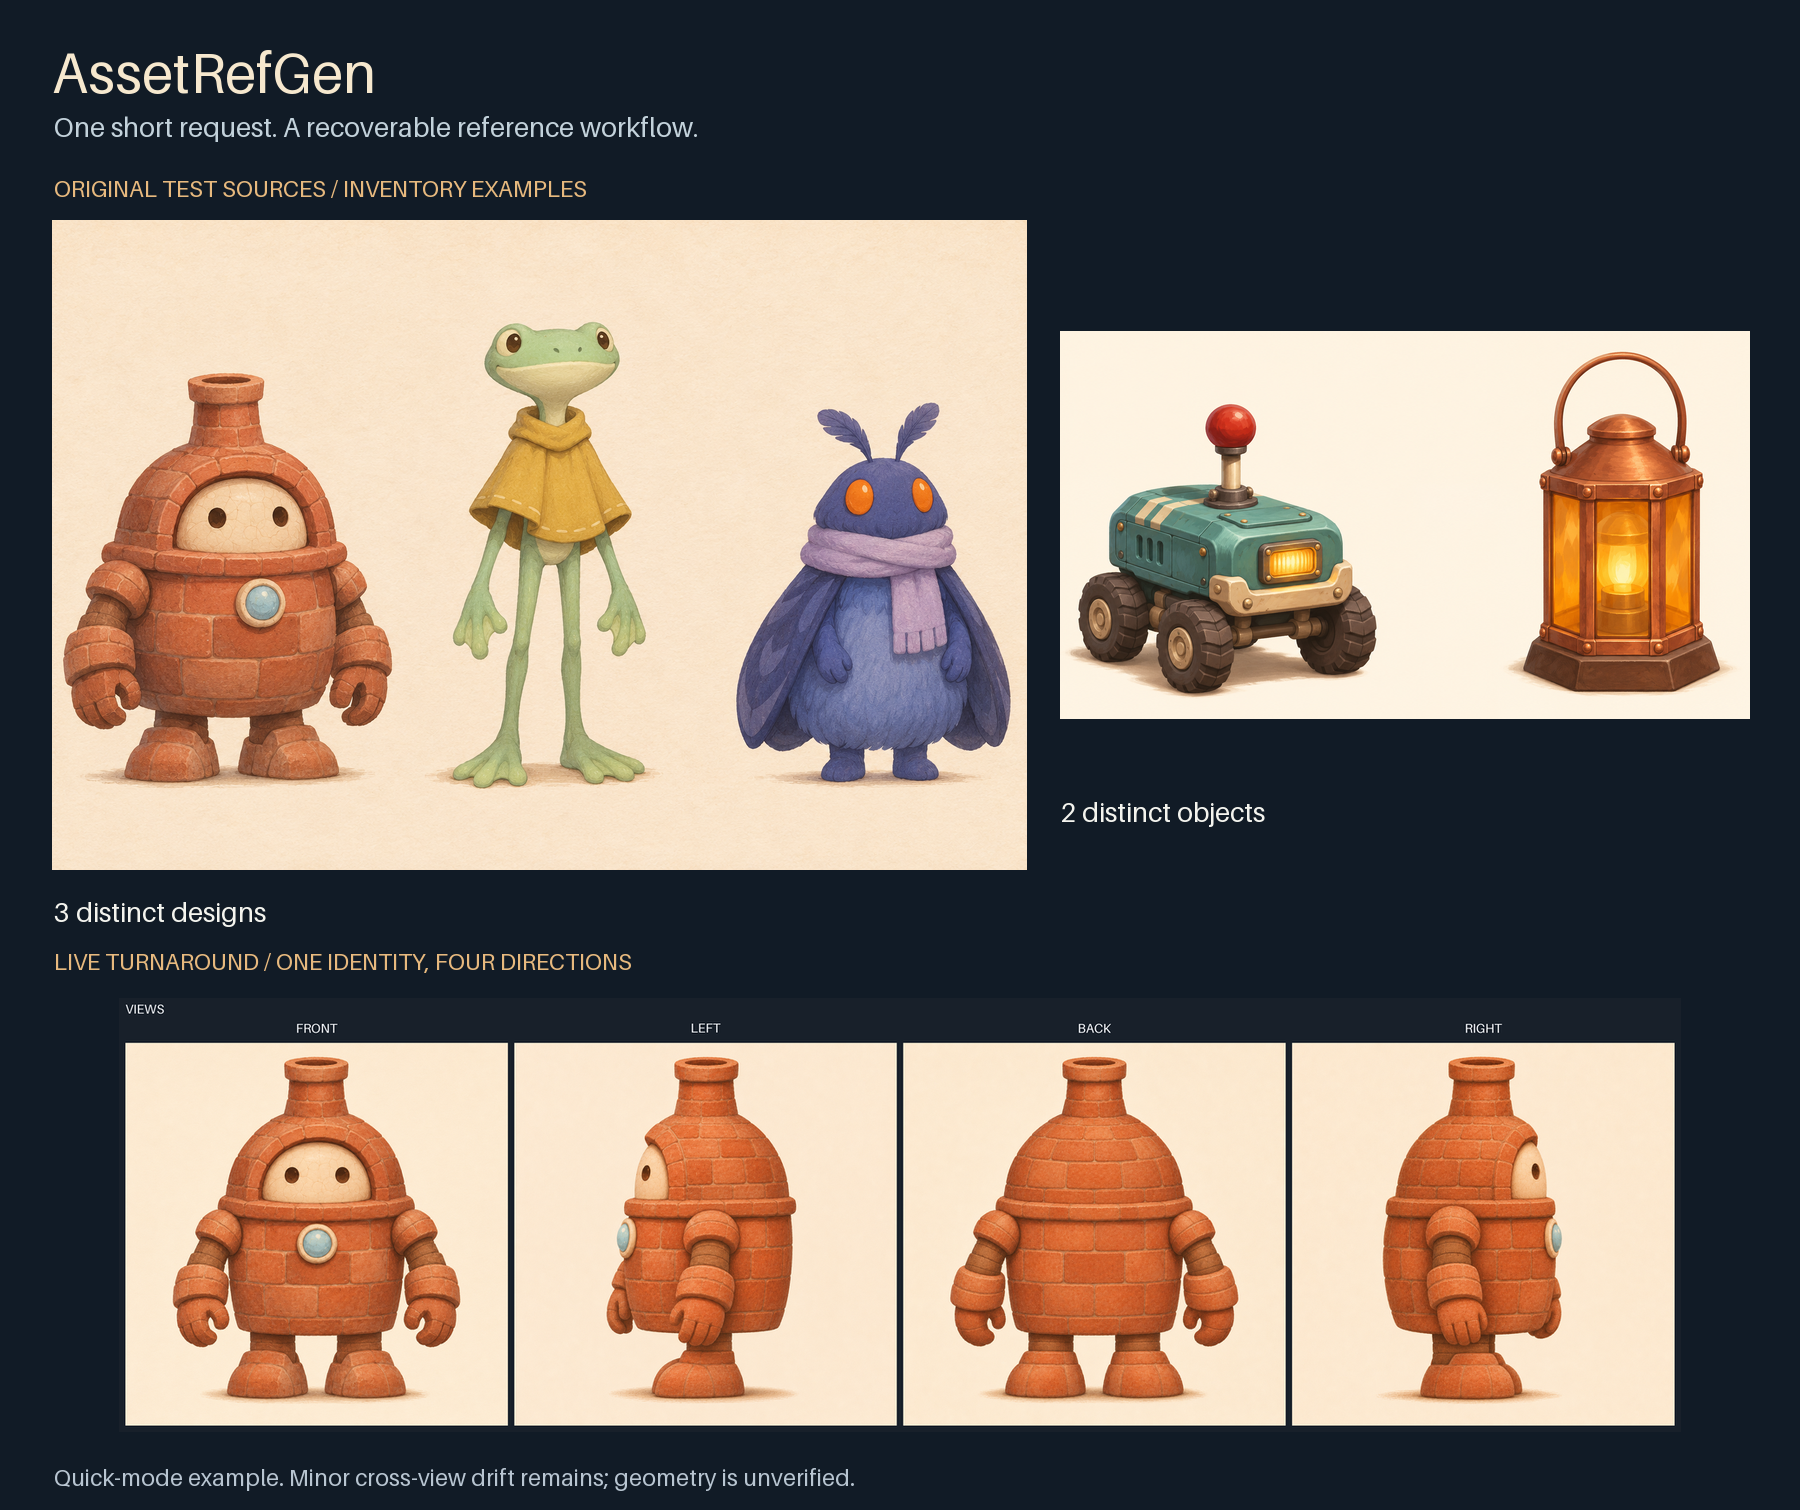 AssetRefGen
One short request. A recoverable reference workflow.
ORIGINAL TEST SOURCES / INVENTORY EXAMPLES
2 distinct objects
3 distinct designs
LIVE TURNAROUND / ONE IDENTITY, FOUR DIRECTIONS
VIEWS
FRONT
LEFT
BACK
RIGHT
Quick-mode example. Minor cross-view drift remains; geometry is unverified.